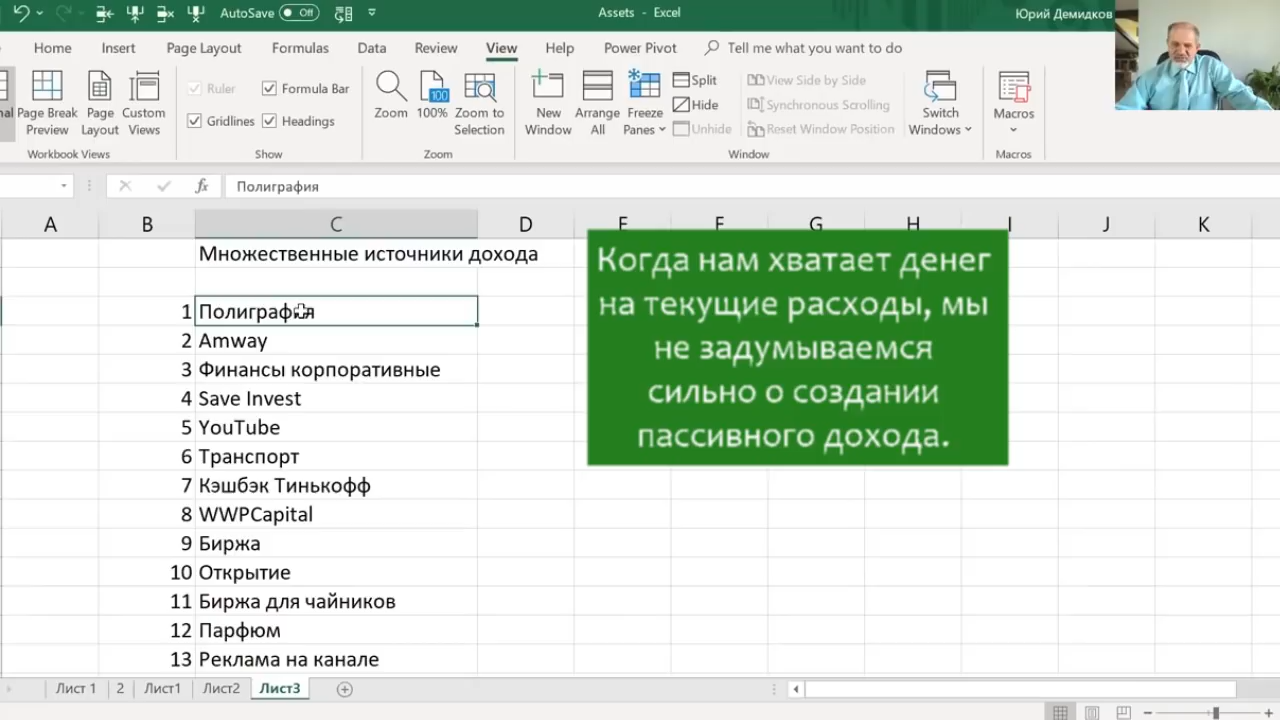 AutoSave Off
Assets - Excel
Юрий Демидков
Home Insert Page Layout Formulas Data Review View Help Power Pivot Tell me what you want to do
Page Break Preview
Page Layout
Custom Views
Workbook Views
Ruler
Formula Bar
Gridlines
Headings
Show
Zoom
100
100%
Zoom to Selection
Zoom
New Window
Arrange All
Freeze Panes
Split
Hide
Unhide
View Side by Side
Synchronous Scrolling
Reset Window Position
Switch Windows
Window
Macros
Macros
fx Полиграфия
A B C D E F G H I J K
Множественные источники дохода
1 Полиграфия
2 Amway
3 Финансы корпоративные
4 Save Invest
5 YouTube
6 Транспорт
7 Кэшбэк Тинькофф
8 WWPCapital
9 Биржа
10 Открытие
11 Биржа для чайников
12 Парфюм
13 Реклама на канале
Когда нам хватает денег
на текущие расходы, мы
не задумываемся
сильно о создании
пассивного дохода.
Лист 1 2 Лист1 Лист2 Лист3